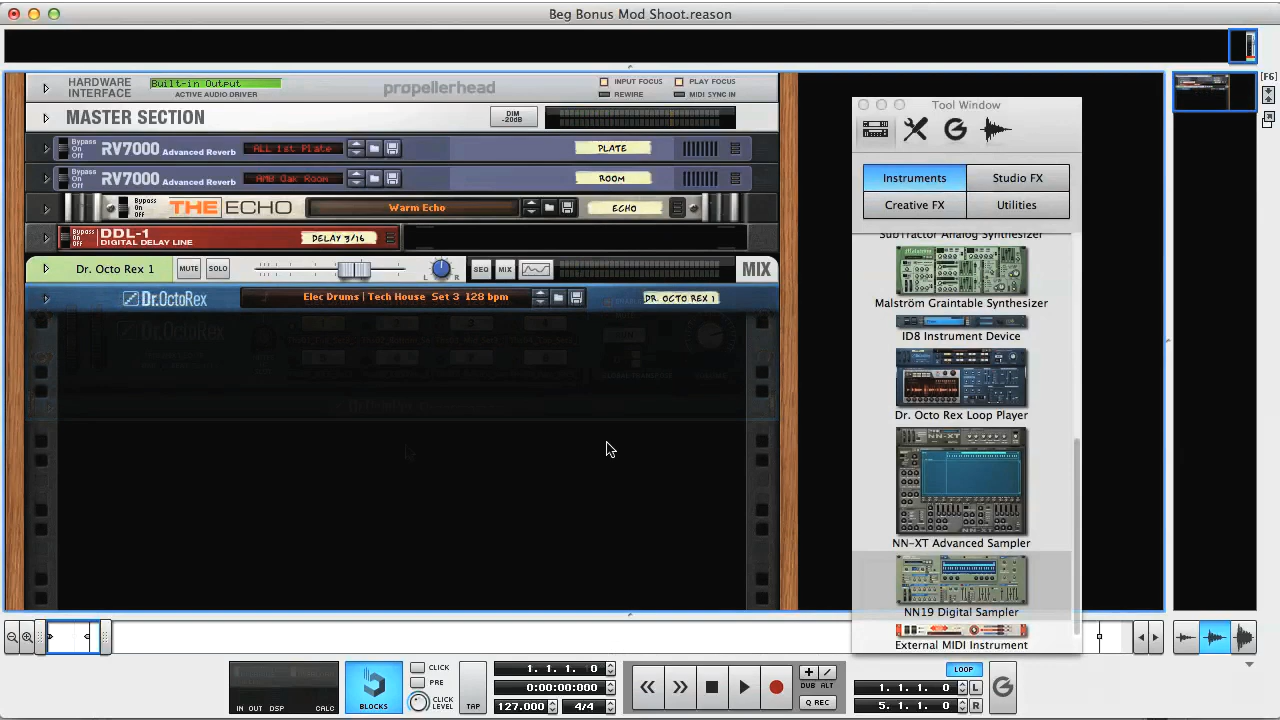 Beg Bonus Mod Shoot.reason
[F6]
HARDWARE INTERFACE
Built-in Output
ACTIVE AUDIO DRIVER
propellerhead
INPUT FOCUS
PLAY FOCUS
REWIRE
MIDI SYNC IN
MASTER SECTION
DIM -20dB
Bypass On Off
RV7000 Advanced Reverb
ALL 1st Plate
PLATE
Bypass On Off
RV7000 Advanced Reverb
AMB Oak Room
ROOM
Bypass On Off
THE ECHO
Warm Echo
ECHO
Bypass On Off
DDL-1
DIGITAL DELAY LINE
DELAY 3/16
Dr. Octo Rex 1
MUTE
SOLO
L
R
SEQ
MIX
MIX
Dr.OctoRex
Elec Drums | Tech House Set 3 128 bpm
DR. OCTO REX 1
Tool Window
Instruments
Studio FX
Creative FX
Utilities
SubTractor Analog Synthesizer
Malström Graintable Synthesizer
ID8 Instrument Device
Dr. Octo Rex Loop Player
NN-XT Advanced Sampler
NN19 Digital Sampler
External MIDI Instrument
IN OUT DSP
CALC
BLOCKS
CLICK
PRE
CLICK LEVEL
TAP
1. 1. 1. 0
0:00:00:000
127.000
4/4
DUB
ALT
Q REC
LOOP
1. 1. 1. 0
L
5. 1. 1. 0
R